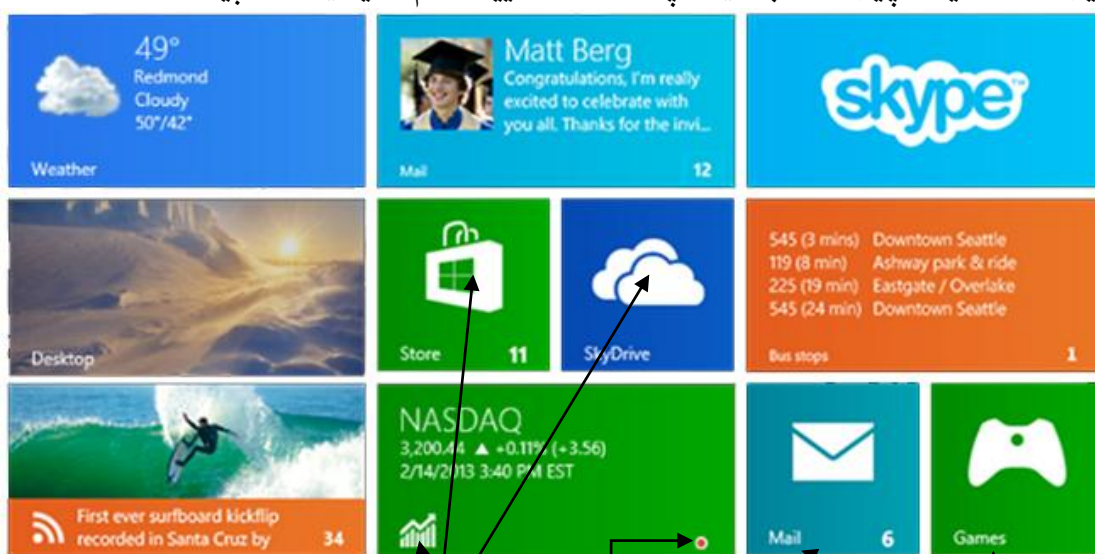 49°
Redmond
Cloudy
50°/42°
Weather
Matt Berg
Congratulations, I'm really
excited to celebrate with
you all. Thanks for the invi...
Mail 12
skype™
Desktop
Store 11
SkyDrive
545 (3 mins) Downtown Seattle
119 (8 min) Ashway park & ride
225 (19 min) Eastgate / Overlake
545 (24 min) Downtown Seattle
Bus stops 1
First ever surfboard kickflip
recorded in Santa Cruz by 34
NASDAQ
3,200.44 ▲ +0.11% (+3.56)
2/14/2013 3:40 PM EST
Mail 6
Games